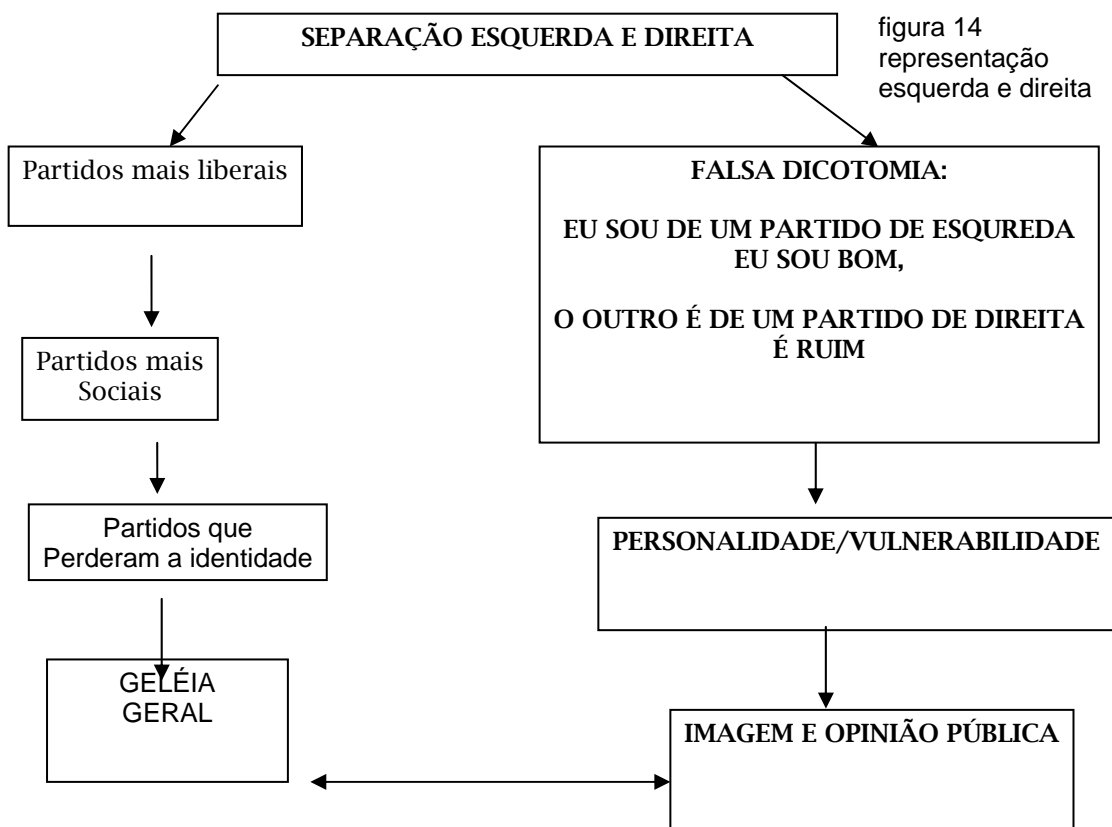 SEPARAÇÃO ESQUERDA E DIREITA
figura 14
representação
esquerda e direita
Partidos mais liberais
FALSA DICOTOMIA:
EU SOU DE UM PARTIDO DE ESQUREDA
EU SOU BOM,
O OUTRO É DE UM PARTIDO DE DIREITA
É RUIM
Partidos mais
Sociais
Partidos que
Perderam a identidade
PERSONALIDADE/VULNERABILIDADE
GELÉIA
GERAL
IMAGEM E OPINIÃO PÚBLICA